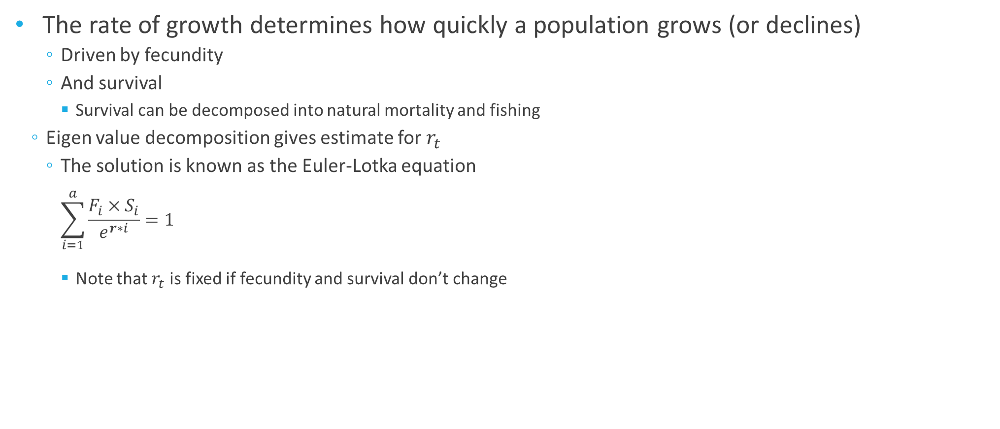 • The rate of growth determines how quickly a population grows (or declines)
◦ Driven by fecundity
◦ And survival
▪ Survival can be decomposed into natural mortality and fishing
◦ Eigen value decomposition gives estimate for $r_t$
◦ The solution is known as the Euler-Lotka equation
$\sum_{i=1}^{a} \frac{F_i \times S_i}{e^{\boldsymbol{r}*i}} = 1$
▪ Note that $r_t$ is fixed if fecundity and survival don’t change